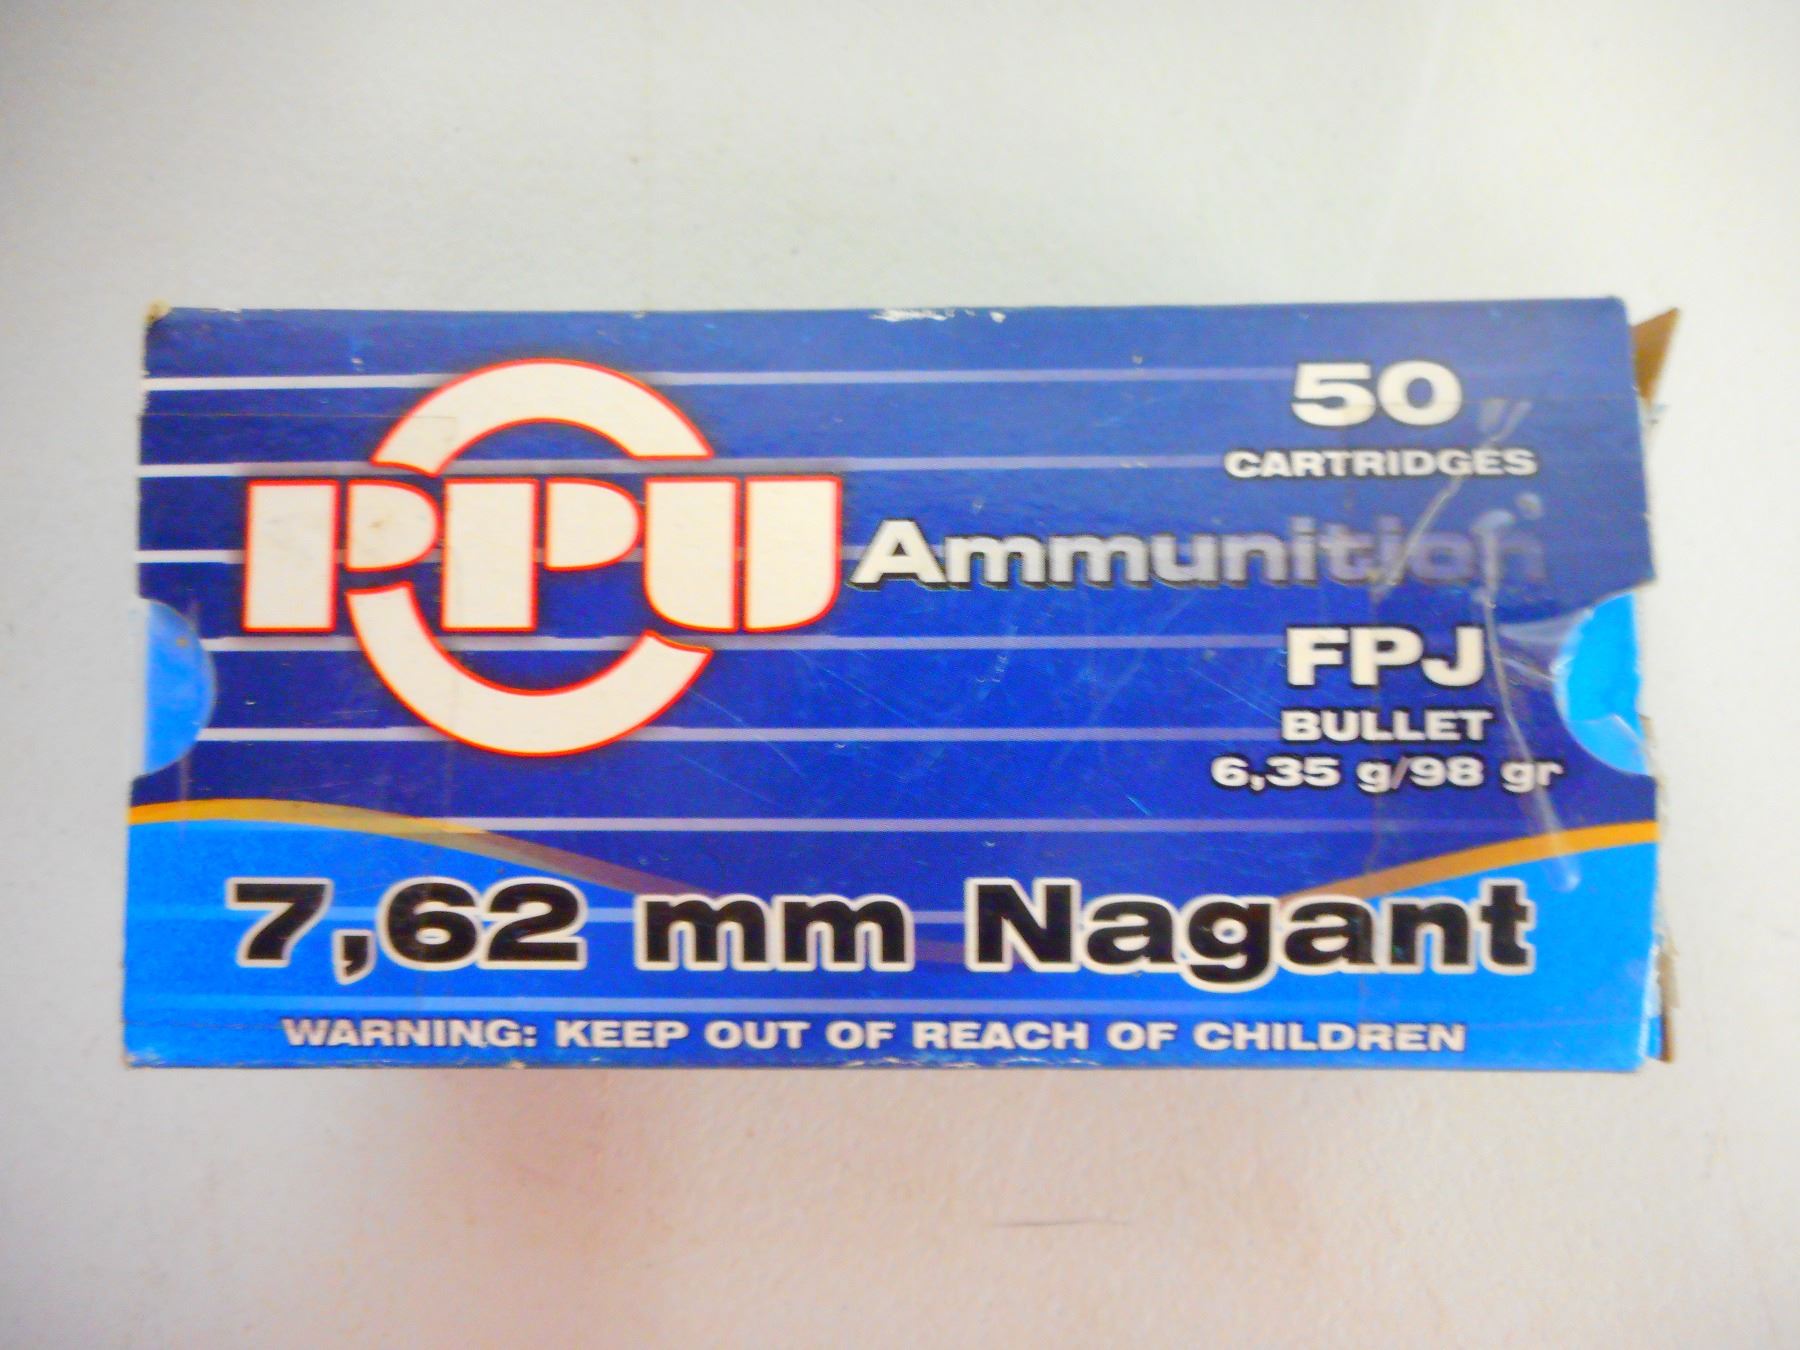 50
CARTRIDGES
PPU Ammunition
FPJ
BULLET
6,35 g/98 gr
7,62 mm Nagant
WARNING: KEEP OUT OF REACH OF CHILDREN